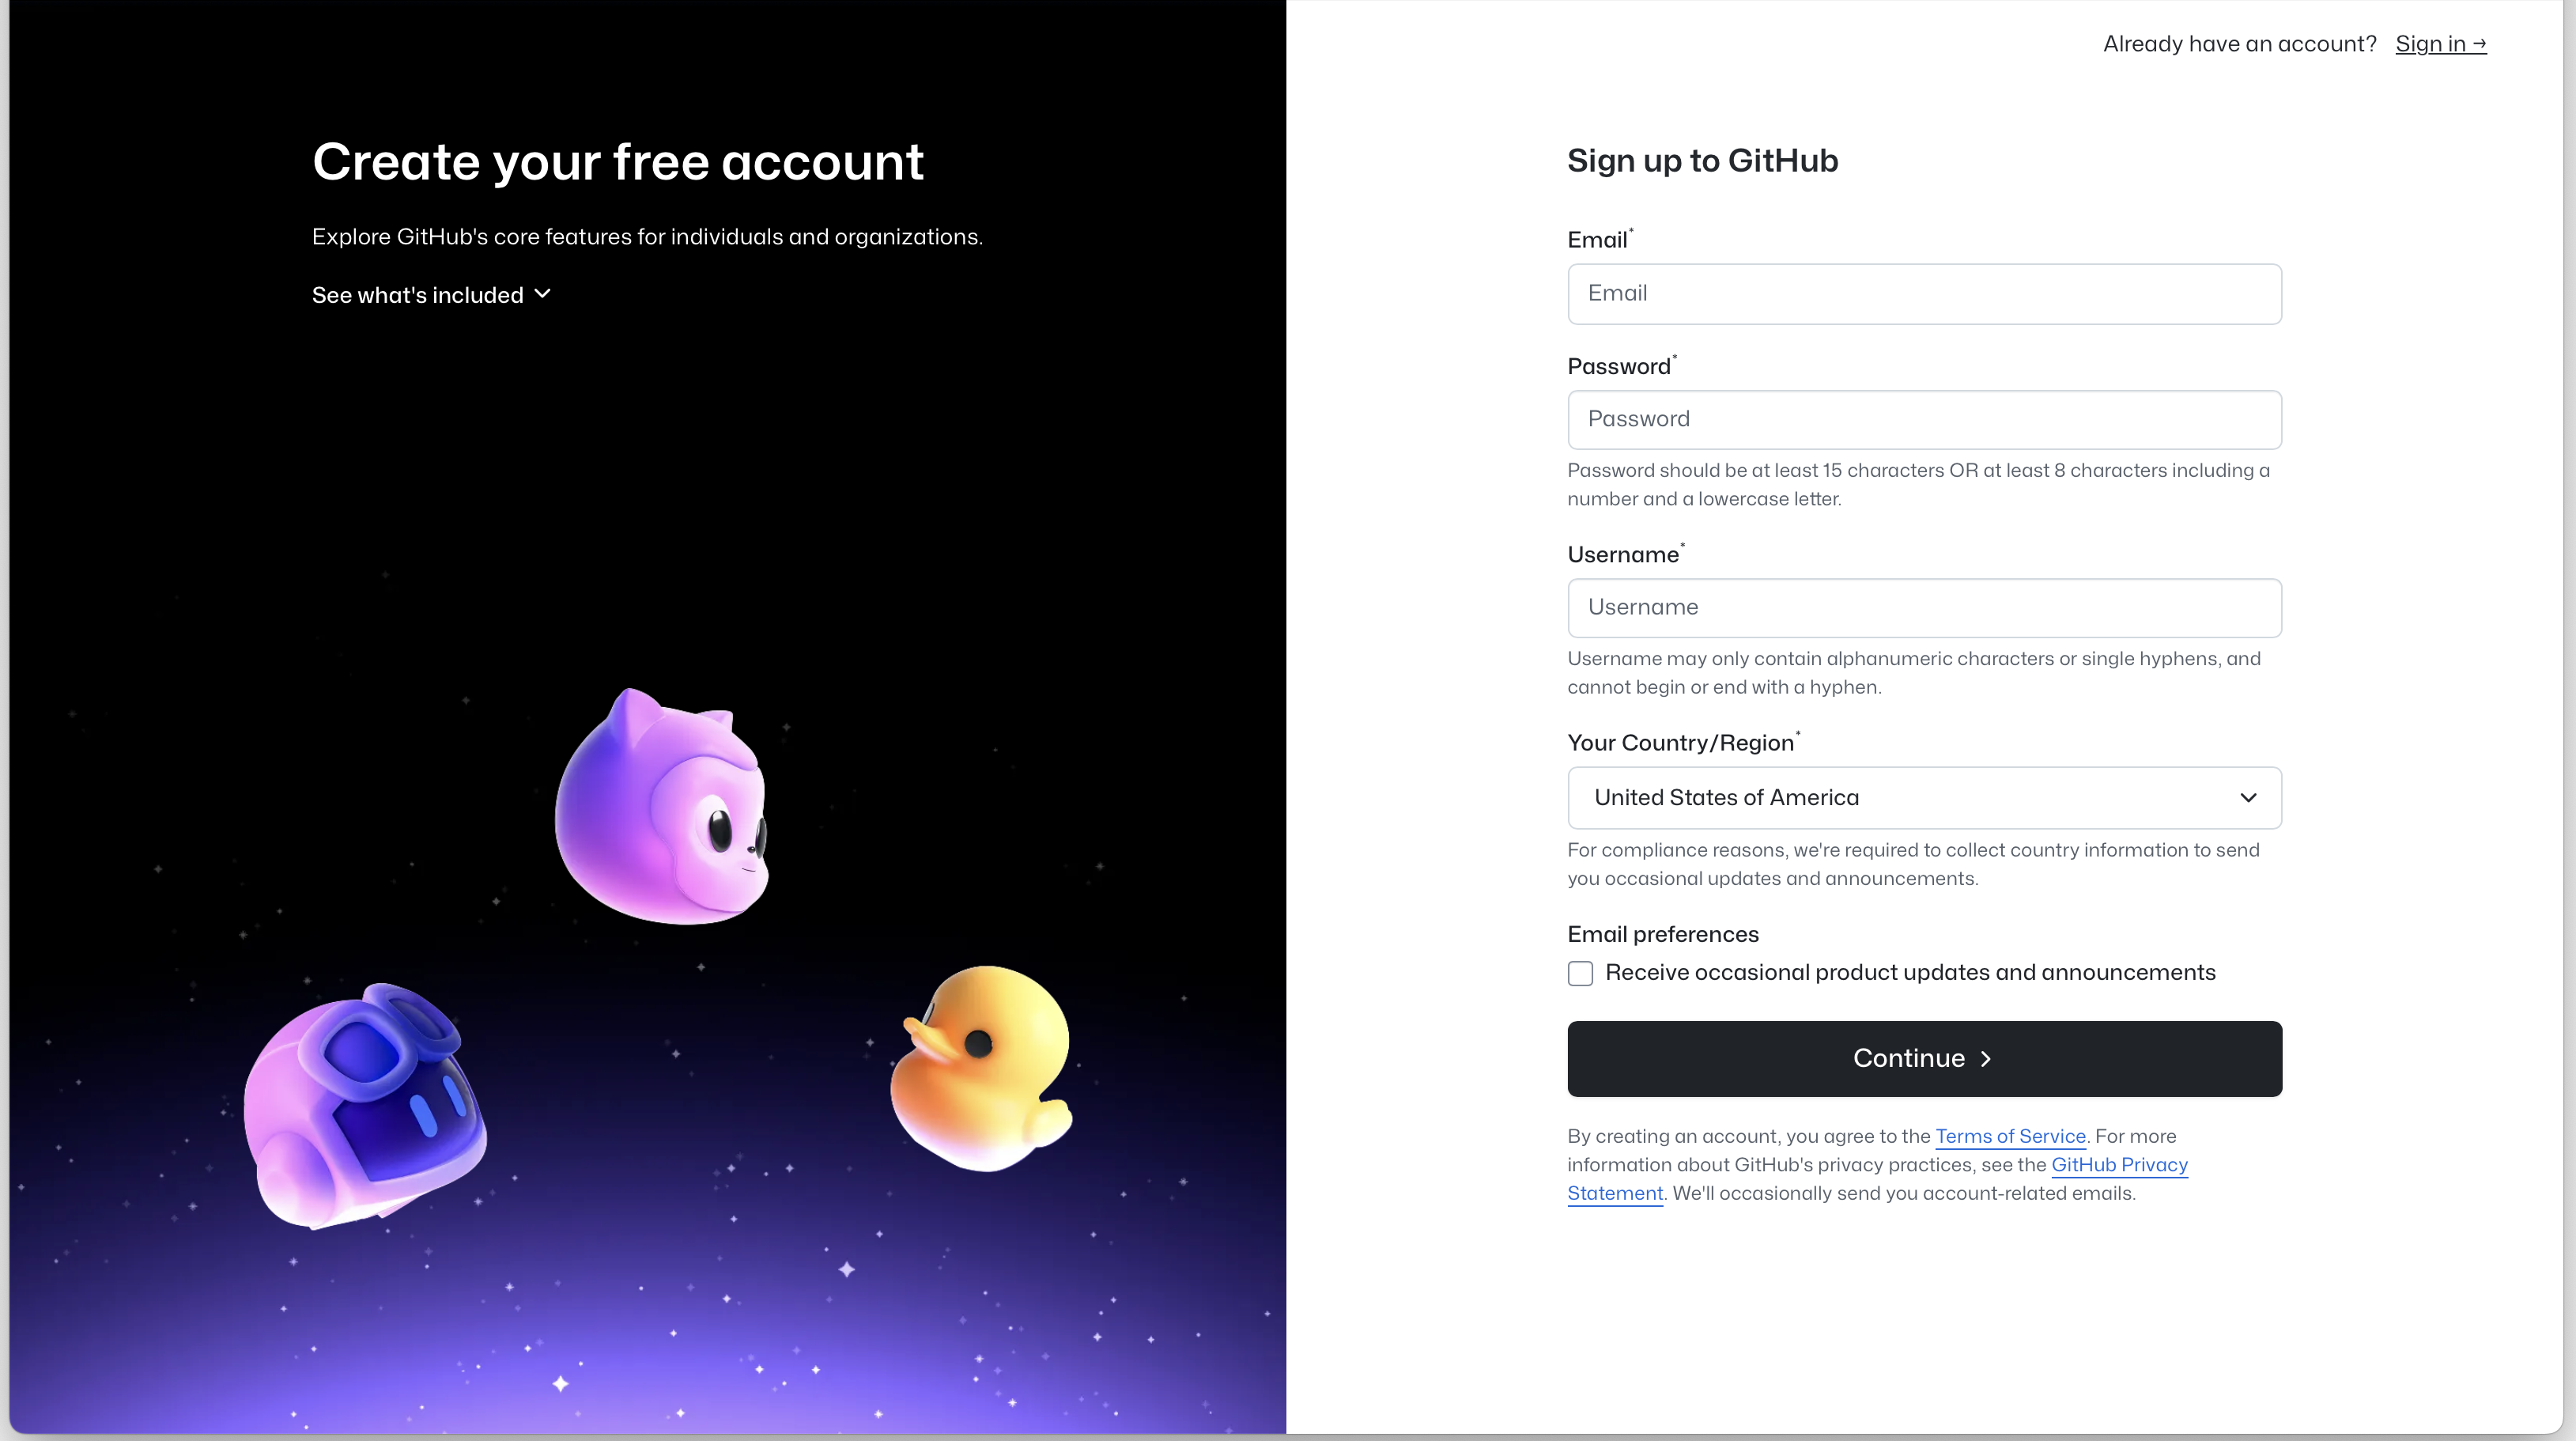 Already have an account? Sign in →
Create your free account
Explore GitHub's core features for individuals and organizations.
See what's included
Sign up to GitHub
Email*
Email
Password*
Password
Password should be at least 15 characters OR at least 8 characters including a
number and a lowercase letter.
Username*
Username
Username may only contain alphanumeric characters or single hyphens, and
cannot begin or end with a hyphen.
Your Country/Region*
United States of America
For compliance reasons, we're required to collect country information to send
you occasional updates and announcements.
Email preferences
Receive occasional product updates and announcements
Continue
By creating an account, you agree to the Terms of Service. For more
information about GitHub's privacy practices, see the GitHub Privacy
Statement. We'll occasionally send you account-related emails.